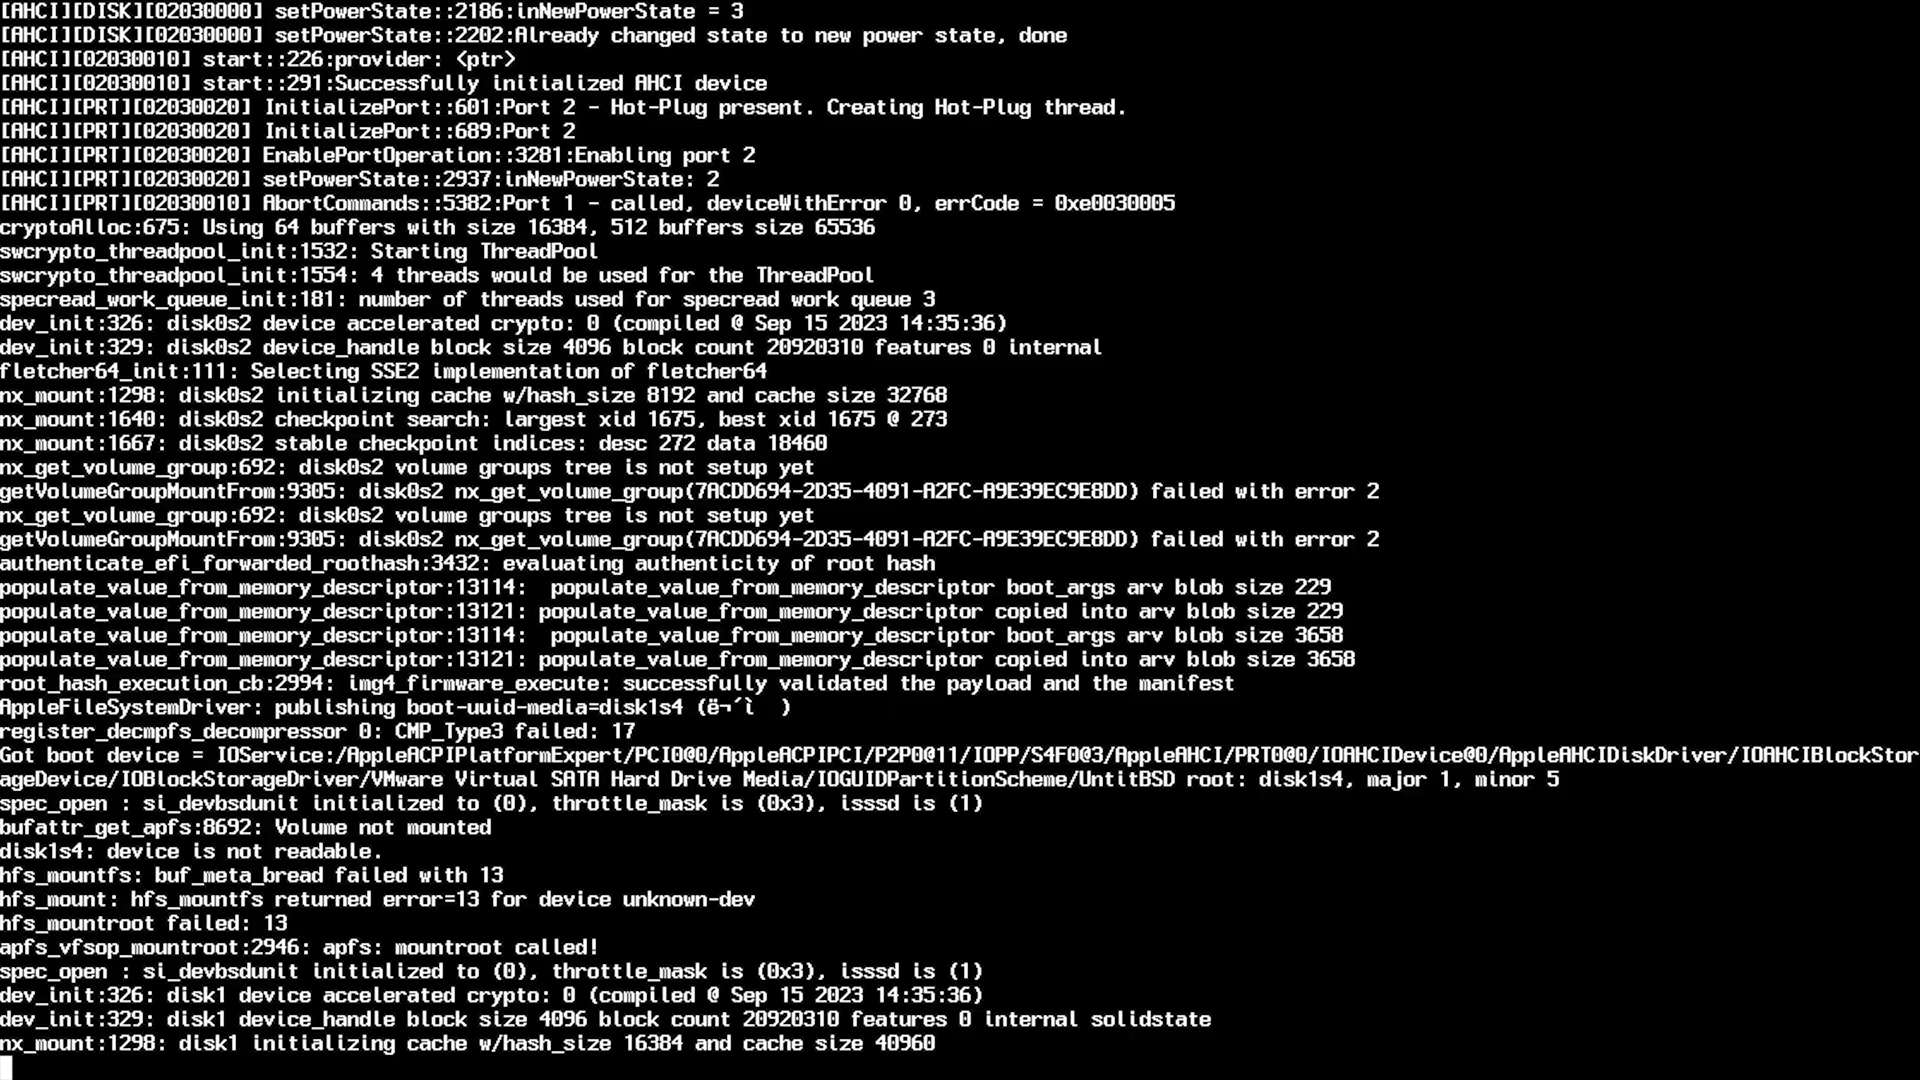 [AHCI][DISK][02030000] setPowerState::2186:inNewPowerState = 3
[AHCI][DISK][02030000] setPowerState::2202:Already changed state to new power state, done
[AHCI][02030010] start::226:provider: <ptr>
[AHCI][02030010] start::291:Successfully initialized AHCI device
[AHCI][PRT][02030020] InitializePort::601:Port 2 - Hot-Plug present. Creating Hot-Plug thread.
[AHCI][PRT][02030020] InitializePort::689:Port 2
[AHCI][PRT][02030020] EnablePortOperation::3281:Enabling port 2
[AHCI][PRT][02030020] setPowerState::2937:inNewPowerState: 2
[AHCI][PRT][02030010] AbortCommands::5382:Port 1 - called, deviceWithError 0, errCode = 0xe0030005
cryptoAlloc:675: Using 64 buffers with size 16384, 512 buffers size 65536
swcrypto_threadpool_init:1532: Starting ThreadPool
swcrypto_threadpool_init:1554: 4 threads would be used for the ThreadPool
specread_work_queue_init:181: number of threads used for specread work queue 3
dev_init:326: disk0s2 device accelerated crypto: 0 (compiled @ Sep 15 2023 14:35:36)
dev_init:329: disk0s2 device_handle block size 4096 block count 20920310 features 0 internal
fletcher64_init:111: Selecting SSE2 implementation of fletcher64
nx_mount:1298: disk0s2 initializing cache w/hash_size 8192 and cache size 32768
nx_mount:1640: disk0s2 checkpoint search: largest xid 1675, best xid 1675 @ 273
nx_mount:1667: disk0s2 stable checkpoint indices: desc 272 data 18460
nx_get_volume_group:692: disk0s2 volume groups tree is not setup yet
getVolumeGroupMountFrom:9305: disk0s2 nx_get_volume_group(7ACDD694-2D35-4091-A2FC-A9E39EC9E8DD) failed with error 2
nx_get_volume_group:692: disk0s2 volume groups tree is not setup yet
getVolumeGroupMountFrom:9305: disk0s2 nx_get_volume_group(7ACDD694-2D35-4091-A2FC-A9E39EC9E8DD) failed with error 2
authenticate_efi_forwarded_roothash:3432: evaluating authenticity of root hash
populate_value_from_memory_descriptor:13114:  populate_value_from_memory_descriptor boot_args arv blob size 229
populate_value_from_memory_descriptor:13121: populate_value_from_memory_descriptor copied into arv blob size 229
populate_value_from_memory_descriptor:13114:  populate_value_from_memory_descriptor boot_args arv blob size 3658
populate_value_from_memory_descriptor:13121: populate_value_from_memory_descriptor copied into arv blob size 3658
root_hash_execution_cb:2994: img4_firmware_execute: successfully validated the payload and the manifest
AppleFileSystemDriver: publishing boot-uuid-media=disk1s4 (ë¬´ì  )
register_decmpfs_decompressor 0: CMP_Type3 failed: 17
Got boot device = IOService:/AppleACPIPlatformExpert/PCI0@0/AppleACPIPCI/P2P0@11/IOPP/S4F0@3/AppleAHCI/PRT0@0/IOAHCIDevice@0/AppleAHCIDiskDriver/IOAHCIBlockStor
ageDevice/IOBlockStorageDriver/VMware Virtual SATA Hard Drive Media/IOGUIDPartitionScheme/UntitBSD root: disk1s4, major 1, minor 5
spec_open : si_devbsdunit initialized to (0), throttle_mask is (0x3), isssd is (1)
bufattr_get_apfs:8692: Volume not mounted
disk1s4: device is not readable.
hfs_mountfs: buf_meta_bread failed with 13
hfs_mount: hfs_mountfs returned error=13 for device unknown-dev
hfs_mountroot failed: 13
apfs_vfsop_mountroot:2946: apfs: mountroot called!
spec_open : si_devbsdunit initialized to (0), throttle_mask is (0x3), isssd is (1)
dev_init:326: disk1 device accelerated crypto: 0 (compiled @ Sep 15 2023 14:35:36)
dev_init:329: disk1 device_handle block size 4096 block count 20920310 features 0 internal solidstate
nx_mount:1298: disk1 initializing cache w/hash_size 16384 and cache size 40960